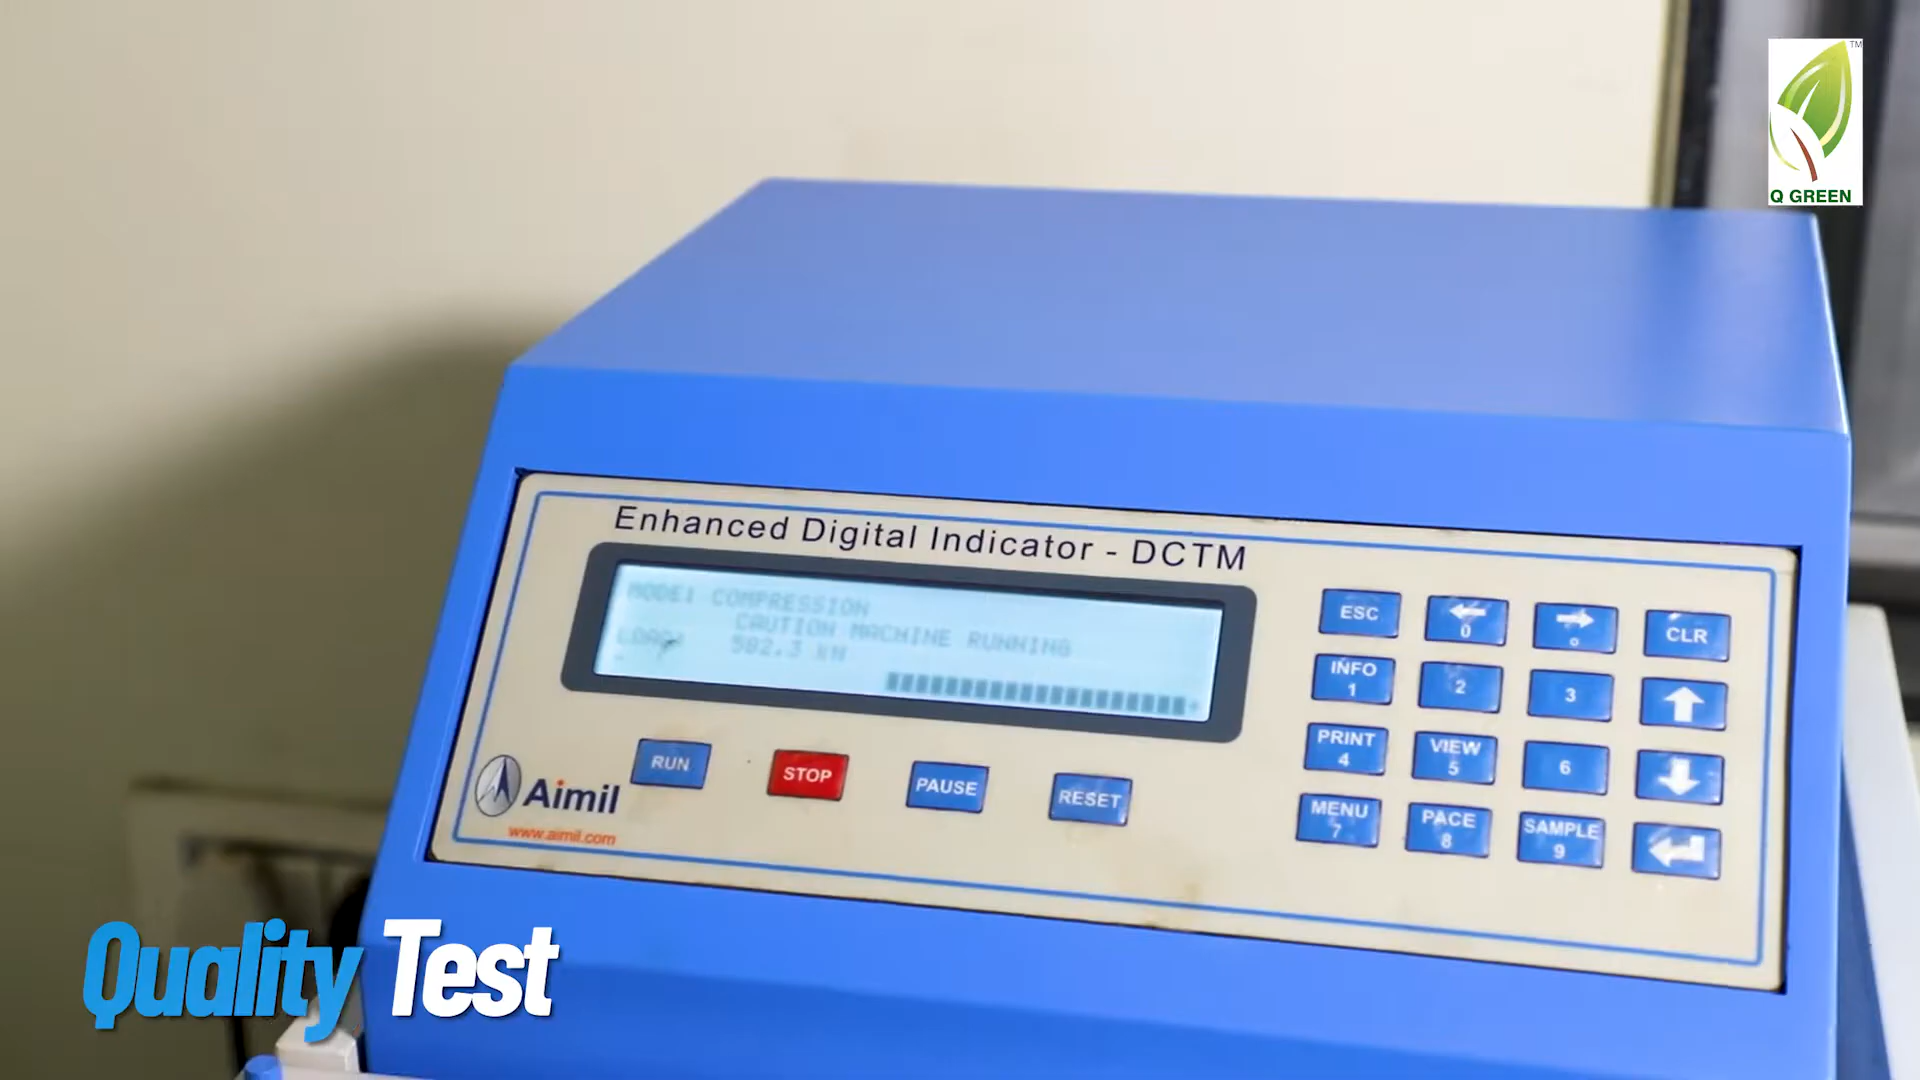 TM
Q GREEN
Enhanced Digital Indicator - DCTM
MODE: COMPRESSION
CAUTION MACHINE RUNNING
LOAD: 582.3 kN
ESC
←
0
→
CLR
INFO
1
2
3
↑
PRINT
4
VIEW
5
6
↓
MENU
7
PACE
8
SAMPLE
9
RUN
STOP
PAUSE
RESET
Aimil
www.aimil.com
Quality Test